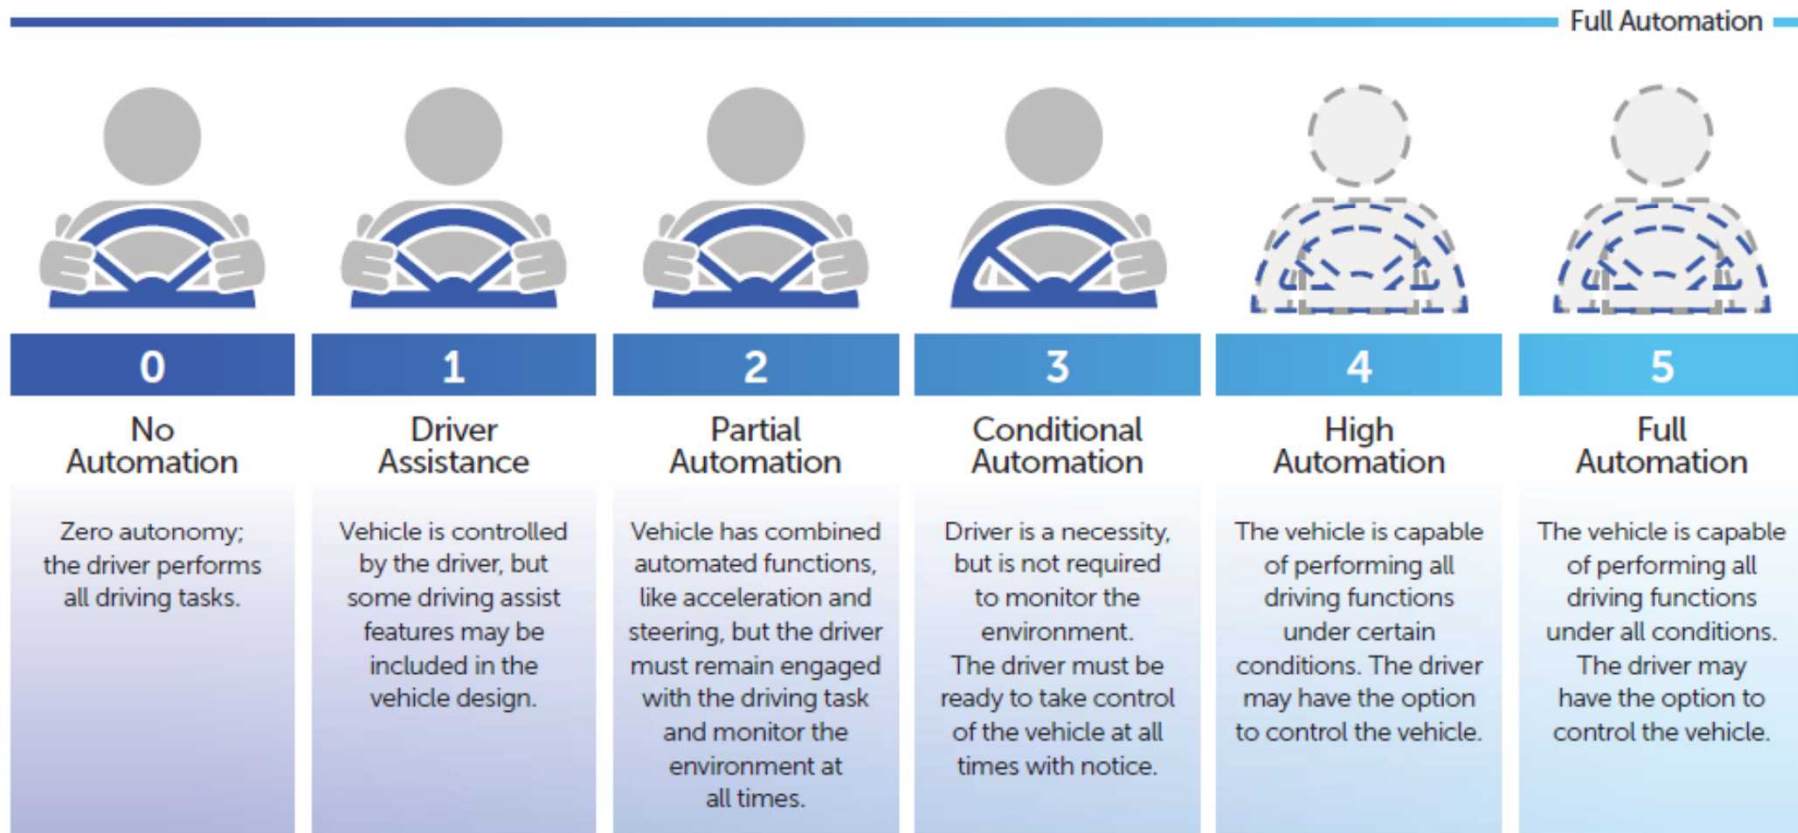 Full Automation
0
No
Automation
Zero autonomy;
the driver performs
all driving tasks.
1
Driver
Assistance
Vehicle is controlled
by the driver, but
some driving assist
features may be
included in the
vehicle design.
2
Partial
Automation
Vehicle has combined
automated functions,
like acceleration and
steering, but the driver
must remain engaged
with the driving task
and monitor the
environment at
all times.
3
Conditional
Automation
Driver is a necessity,
but is not required
to monitor the
environment.
The driver must be
ready to take control
of the vehicle at all
times with notice.
4
High
Automation
The vehicle is capable
of performing all
driving functions
under certain
conditions. The driver
may have the option
to control the vehicle.
5
Full
Automation
The vehicle is capable
of performing all
driving functions
under all conditions.
The driver may
have the option to
control the vehicle.